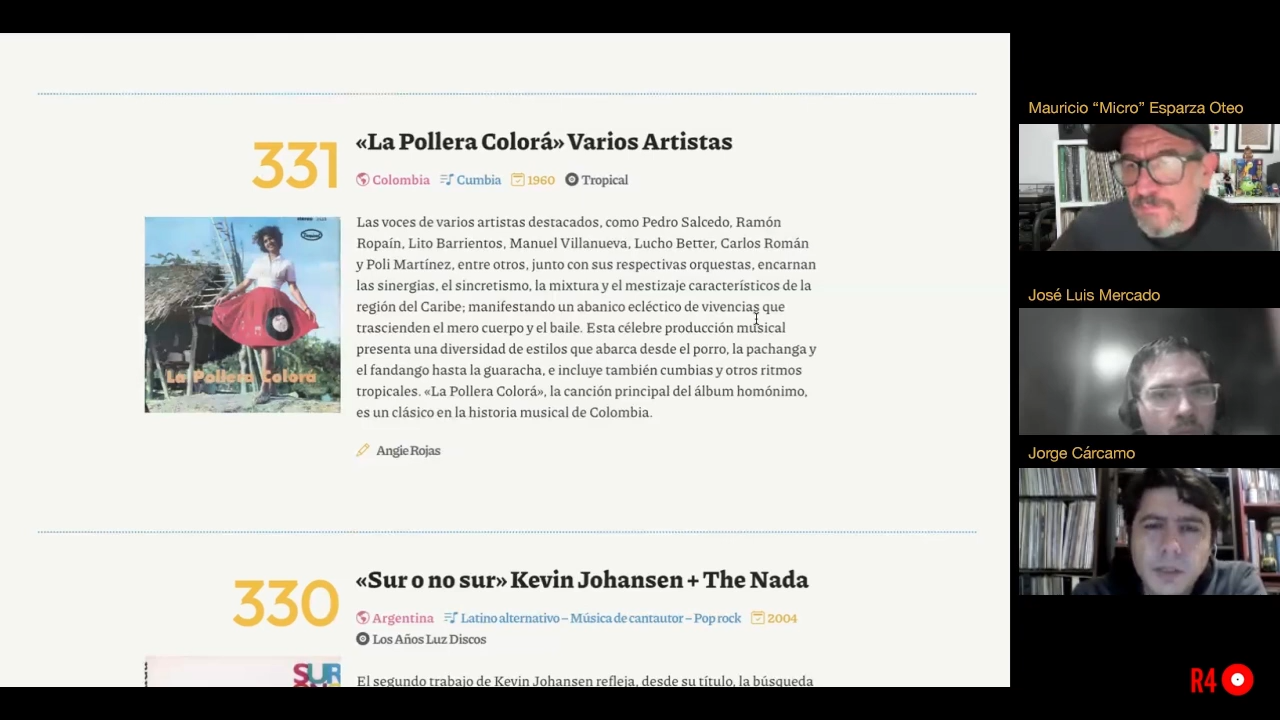 331
«La Pollera Colorá» Varios Artistas
Colombia Cumbia 1960 Tropical
La Pollera Colorá
Las voces de varios artistas destacados, como Pedro Salcedo, Ramón
Ropaín, Lito Barrientos, Manuel Villanueva, Lucho Better, Carlos Román
y Poli Martínez, entre otros, junto con sus respectivas orquestas, encarnan
las sinergias, el sincretismo, la mixtura y el mestizaje característicos de la
región del Caribe; manifestando un abanico ecléctico de vivencias que
trascienden el mero cuerpo y el baile. Esta célebre producción musical
presenta una diversidad de estilos que abarca desde el porro, la pachanga y
el fandango hasta la guaracha, e incluye también cumbias y otros ritmos
tropicales. «La Pollera Colorá», la canción principal del álbum homónimo,
es un clásico en la historia musical de Colombia.
Angie Rojas
330
«Sur o no sur» Kevin Johansen + The Nada
Argentina Latino alternativo – Música de cantautor – Pop rock 2004
Los Años Luz Discos
SUR
El segundo trabajo de Kevin Johansen refleja, desde su título, la búsqueda
Mauricio “Micro” Esparza Oteo
José Luis Mercado
Jorge Cárcamo
R4